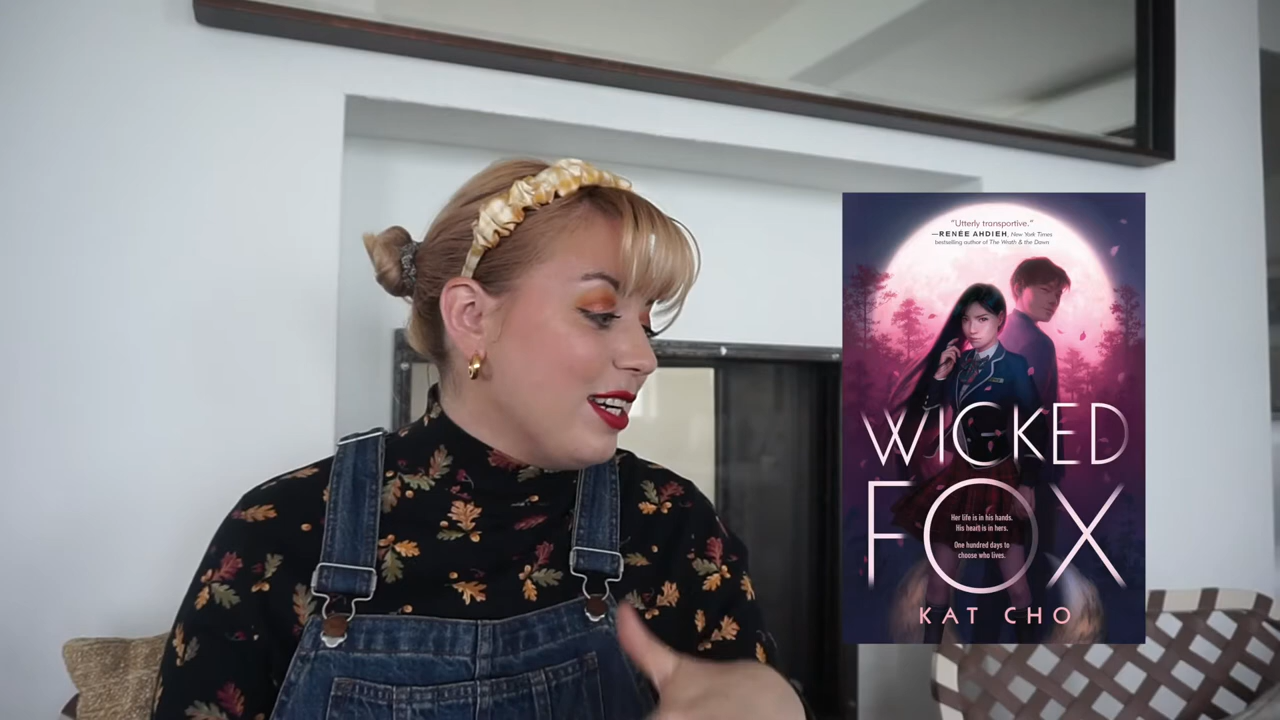 "Utterly transportive."
—RENÉE AHDIEH, New York Times
bestselling author of The Wrath & the Dawn
WICKED
FOX
Her life is in his hands.
His heart is in hers.
One hundred days to
choose who lives.
KAT CHO